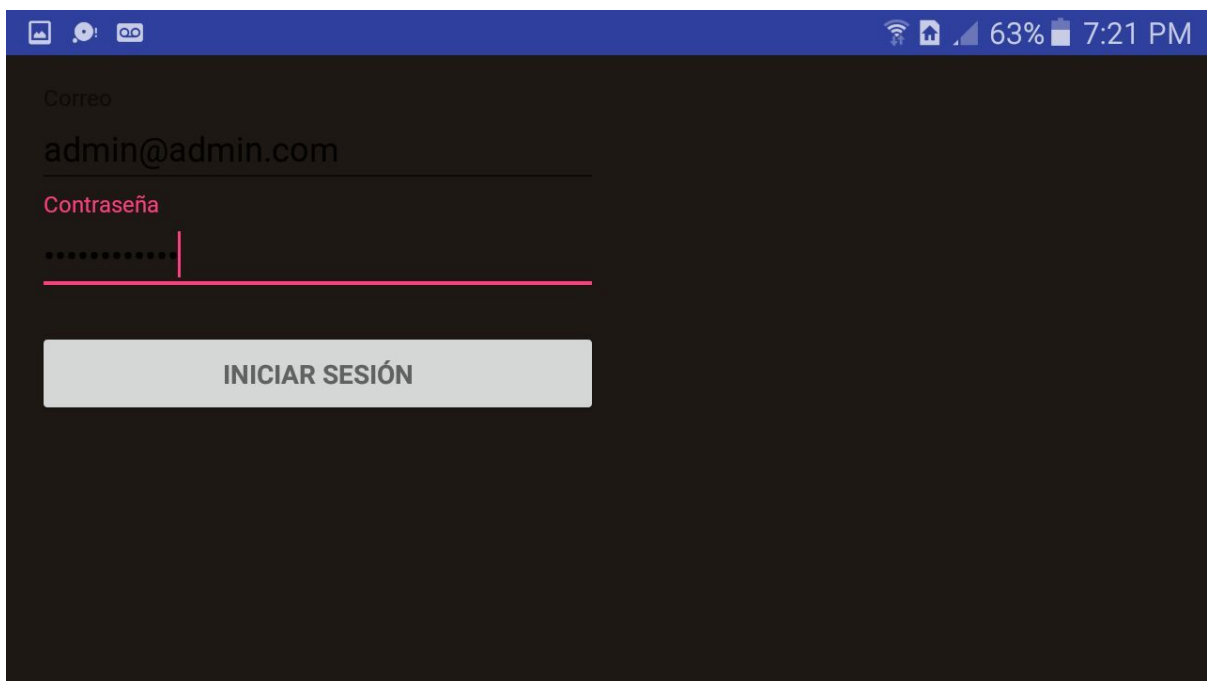 63% 7:21 PM
Correo
admin@admin.com
Contraseña
••••••••••••
INICIAR SESIÓN